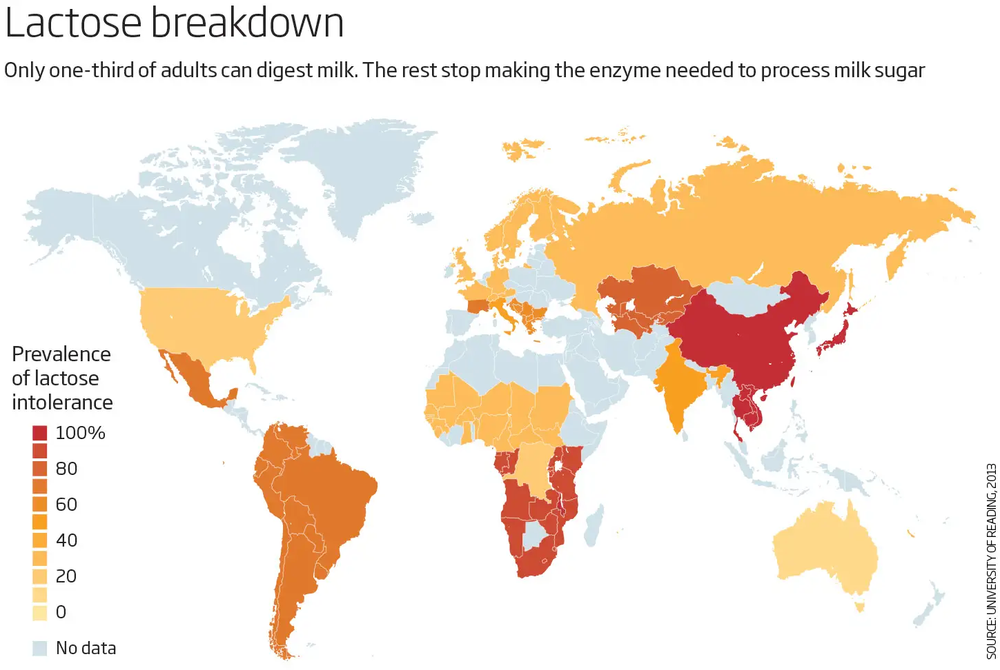 Lactose breakdown
Only one-third of adults can digest milk. The rest stop making the enzyme needed to process milk sugar
Prevalence
of lactose
intolerance
100%
80
60
40
20
0
No data
SOURCE: UNIVERSITY OF READING, 2013